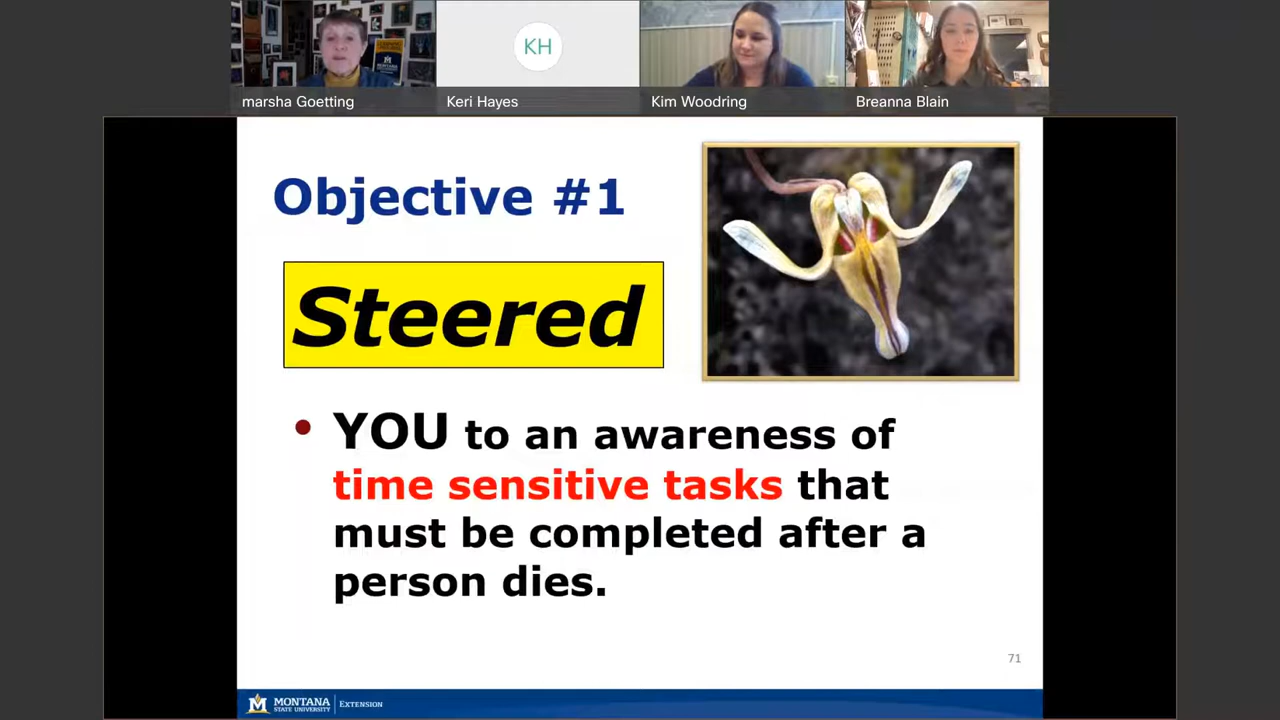 KH
marsha Goetting
Keri Hayes
Kim Woodring
Breanna Blain
Objective #1
Steered
• YOU to an awareness of
time sensitive tasks that
must be completed after a
person dies.
71
M MONTANA
STATE UNIVERSITY
EXTENSION